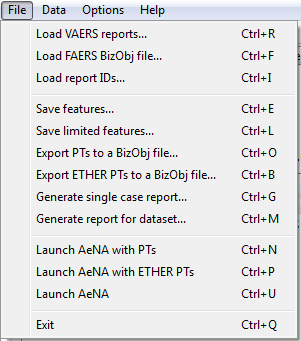 File Data Options Help
Load VAERS reports... Ctrl+R
Load FAERS BizObj file... Ctrl+F
Load report IDs... Ctrl+I
Save features... Ctrl+E
Save limited features... Ctrl+L
Export PTs to a BizObj file... Ctrl+O
Export ETHER PTs to a BizObj file... Ctrl+B
Generate single case report... Ctrl+G
Generate report for dataset... Ctrl+M
Launch AeNA with PTs Ctrl+N
Launch AeNA with ETHER PTs Ctrl+P
Launch AeNA Ctrl+U
Exit Ctrl+Q